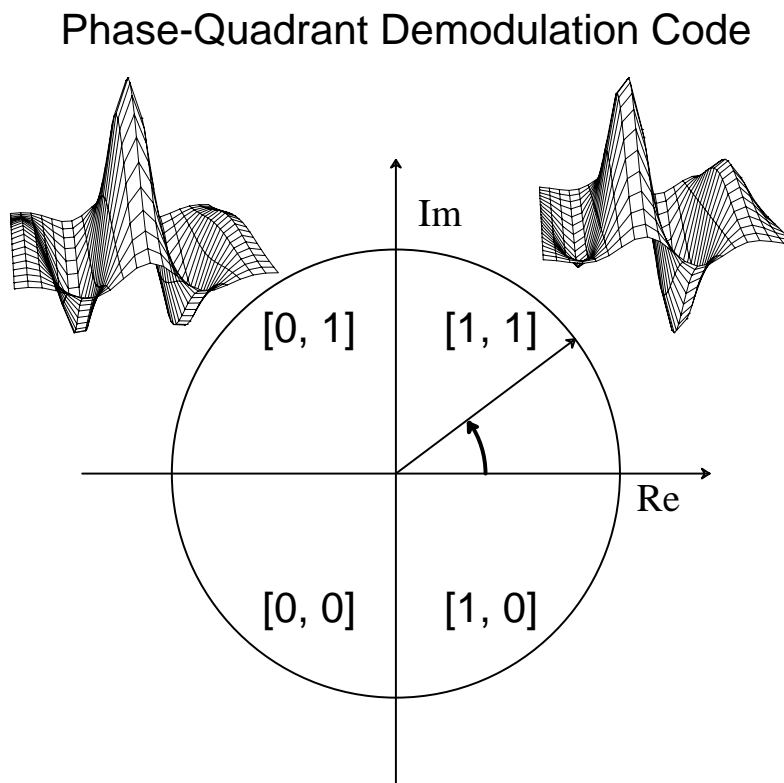 Phase-Quadrant Demodulation Code
Im
[0, 1] [1, 1]
Re
[0, 0] [1, 0]